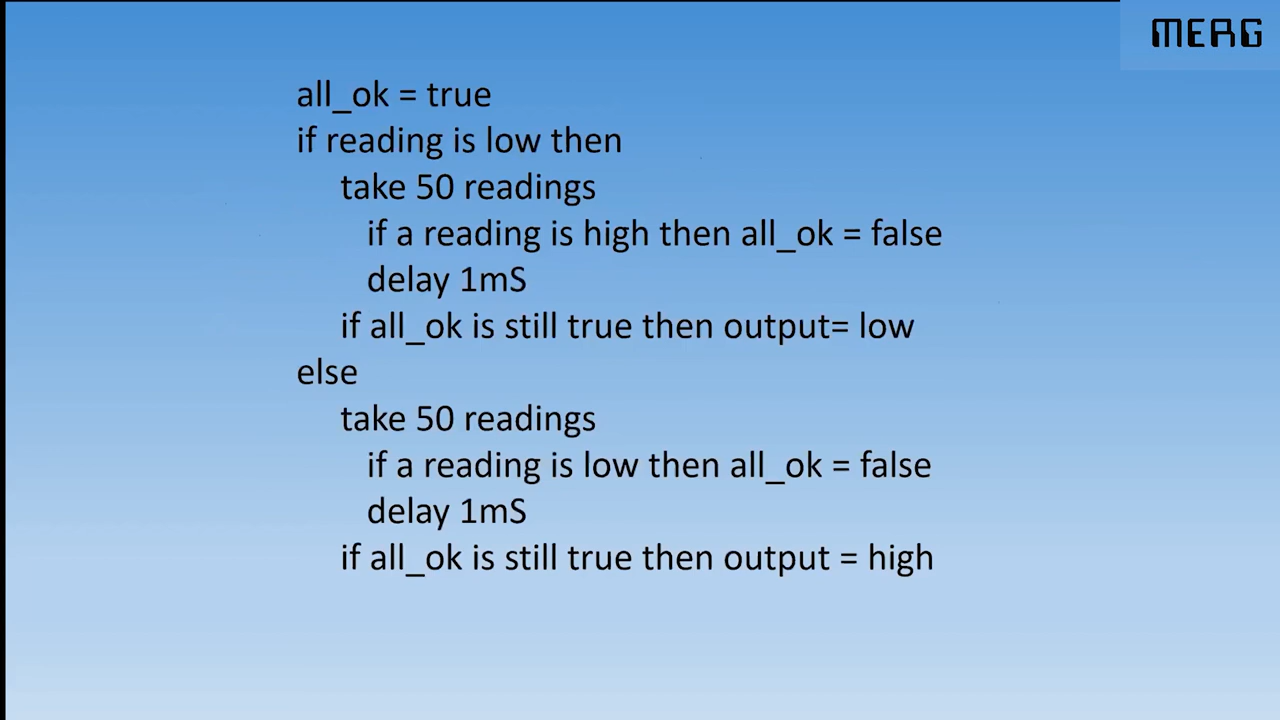 MERG
all_ok = true
if reading is low then
take 50 readings
if a reading is high then all_ok = false
delay 1mS
if all_ok is still true then output= low
else
take 50 readings
if a reading is low then all_ok = false
delay 1mS
if all_ok is still true then output = high